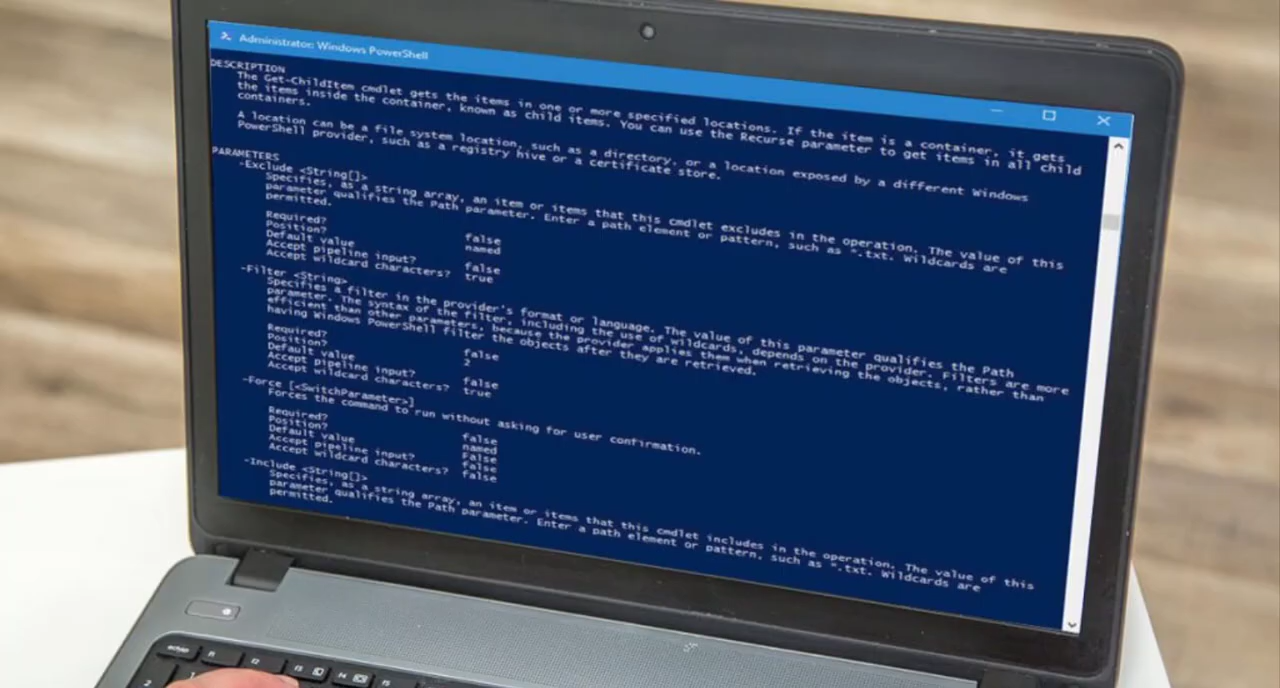 Administrator: Windows PowerShell
DESCRIPTION
The Get-ChildItem cmdlet gets the items in one or more specified locations. If the item is a container, it gets
the items inside the container, known as child items. You can use the Recurse parameter to get items in all child
containers.
A location can be a file system location, such as a directory, or a location exposed by a different Windows
PowerShell provider, such as a registry hive or a certificate store.
PARAMETERS
-Exclude <String[]>
Specifies, as a string array, an item or items that this cmdlet excludes in the operation. The value of this
parameter qualifies the Path parameter. Enter a path element or pattern, such as *.txt. Wildcards are
permitted.
Required? false
Position? named
Default value
Accept pipeline input? false
Accept wildcard characters? true
-Filter <String>
Specifies a filter in the provider's format or language. The value of this parameter qualifies the Path
parameter. The syntax of the filter, including the use of wildcards, depends on the provider. Filters are more
efficient than other parameters, because the provider applies them when retrieving the objects, rather than
having Windows PowerShell filter the objects after they are retrieved.
Required? false
Position? 2
Default value
Accept pipeline input? false
Accept wildcard characters? true
-Force [<SwitchParameter>]
Forces the command to run without asking for user confirmation.
Required? false
Position? named
Default value False
Accept pipeline input? false
Accept wildcard characters? false
-Include <String[]>
Specifies, as a string array, an item or items that this cmdlet includes in the operation. The value of this
parameter qualifies the Path parameter. Enter a path element or pattern, such as *.txt. Wildcards are
permitted.